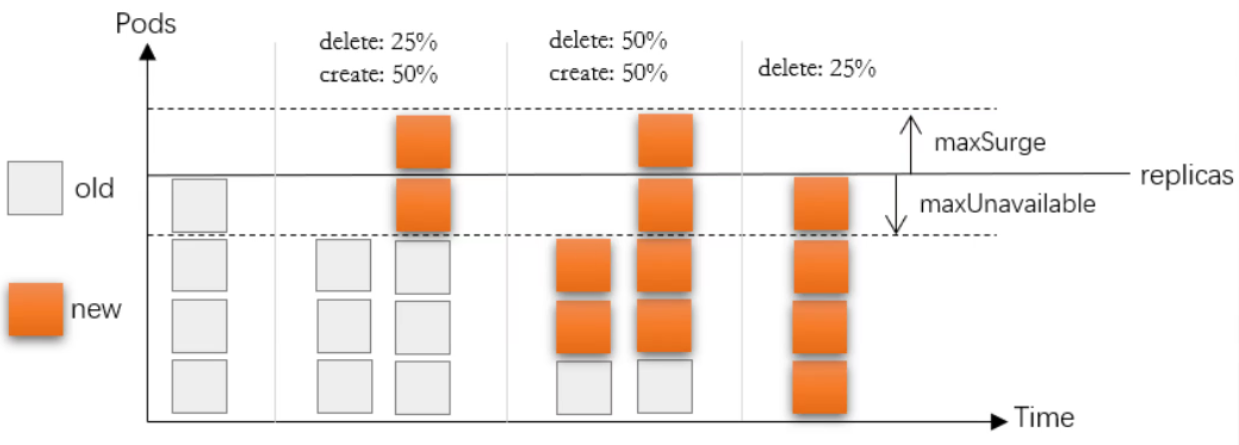 Pods
delete: 25%
create: 50%
delete: 50%
create: 50%
delete: 25%
maxSurge
replicas
old
maxUnavailable
new
Time